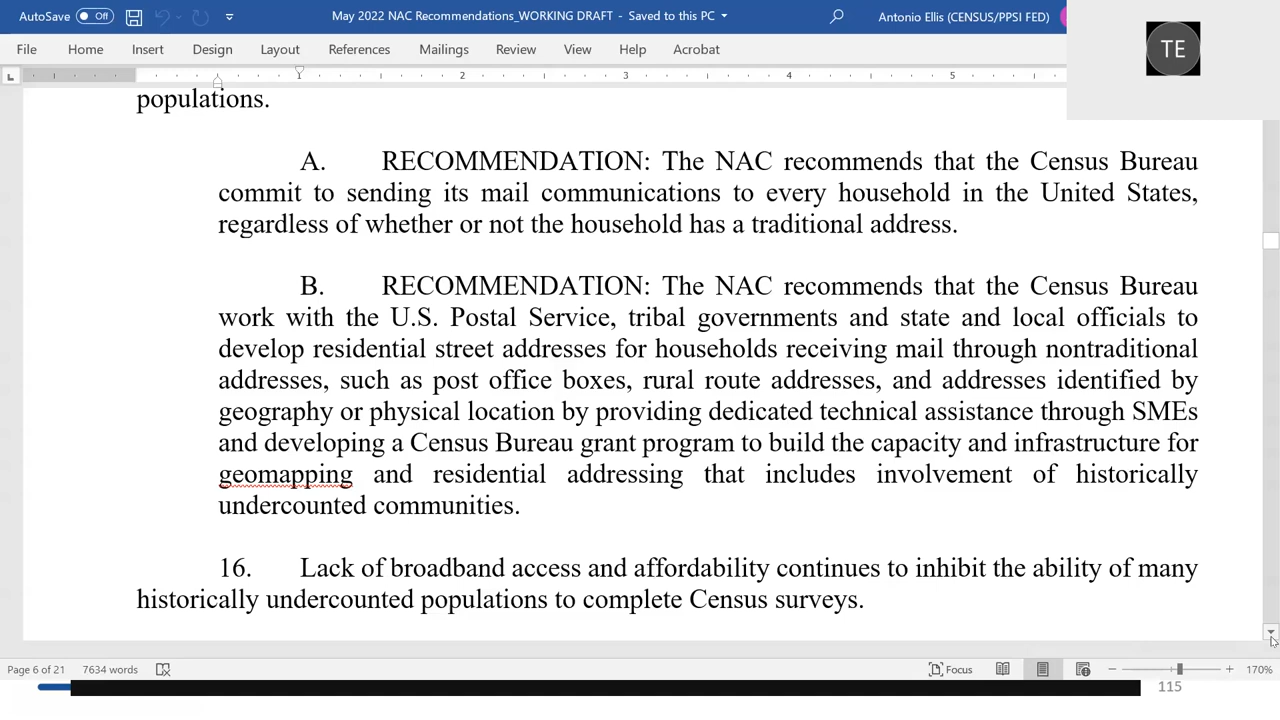 AutoSave Off May 2022 NAC Recommendations_WORKING DRAFT - Saved to this PC Antonio Ellis (CENSUS/PPSI FED)
TE
File Home Insert Design Layout References Mailings Review View Help Acrobat
1 2 3 4 5
populations.
A. RECOMMENDATION: The NAC recommends that the Census Bureau
commit to sending its mail communications to every household in the United States,
regardless of whether or not the household has a traditional address.
B. RECOMMENDATION: The NAC recommends that the Census Bureau
work with the U.S. Postal Service, tribal governments and state and local officials to
develop residential street addresses for households receiving mail through nontraditional
addresses, such as post office boxes, rural route addresses, and addresses identified by
geography or physical location by providing dedicated technical assistance through SMEs
and developing a Census Bureau grant program to build the capacity and infrastructure for
geomapping and residential addressing that includes involvement of historically
undercounted communities.
16. Lack of broadband access and affordability continues to inhibit the ability of many
historically undercounted populations to complete Census surveys.
Page 6 of 21 7634 words Focus 170%
115